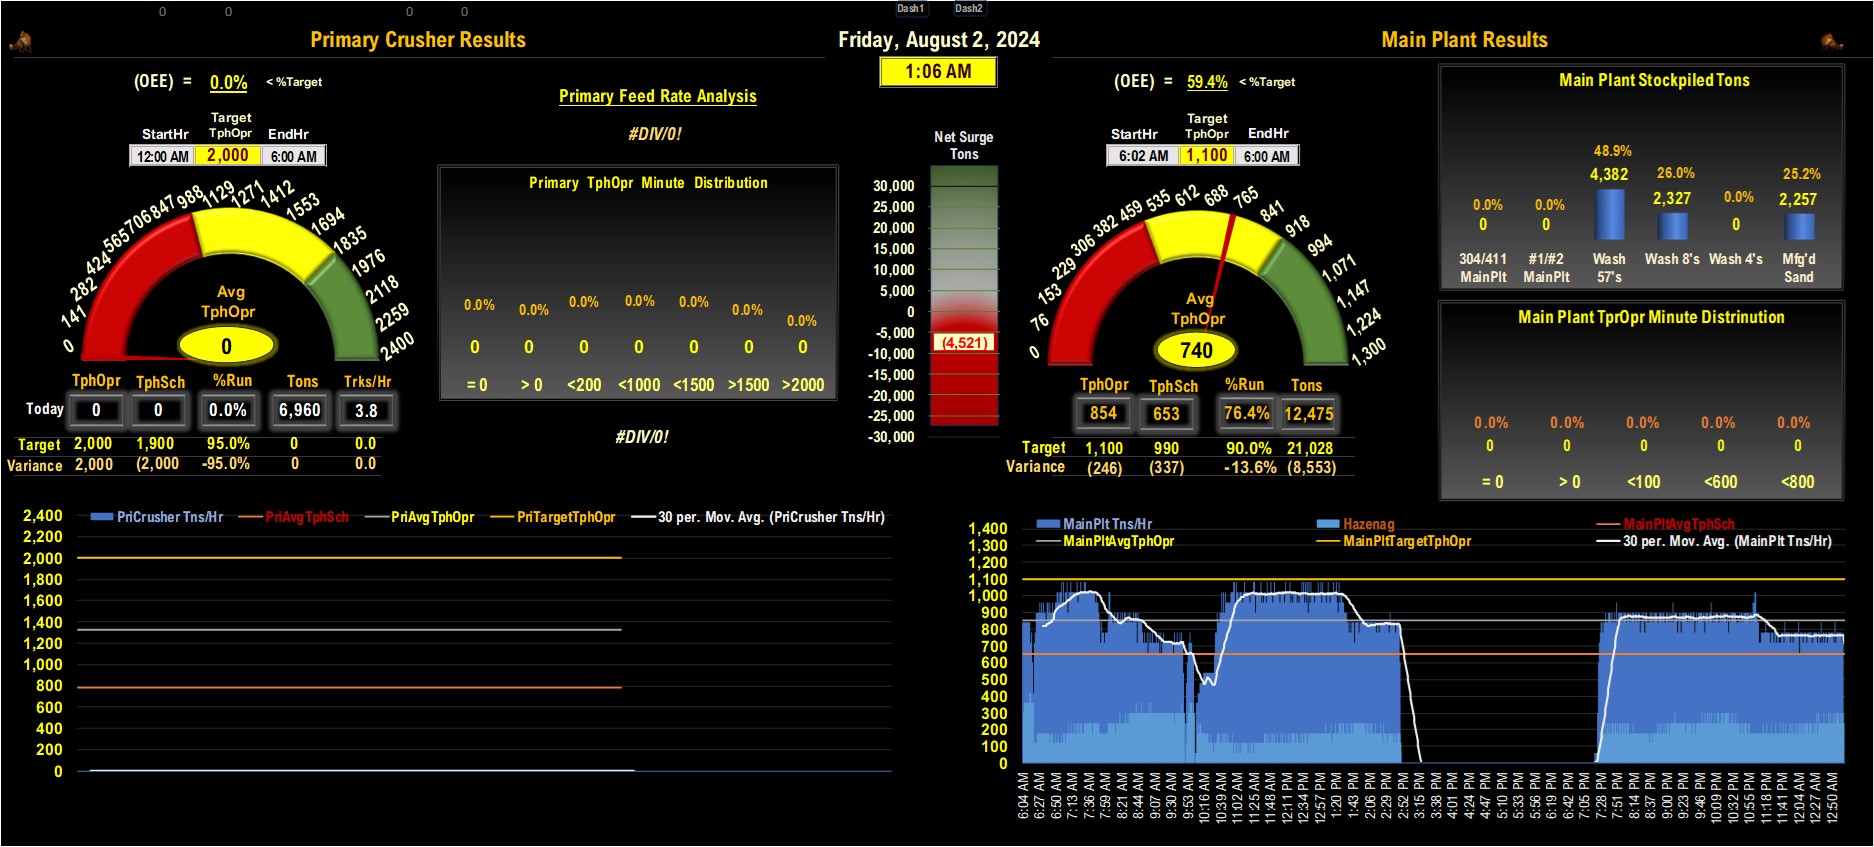 0 0 0 0 Dash1 Dash2
Primary Crusher Results
Friday, August 2, 2024
Main Plant Results
1:06 AM
(OEE) = 0.0% < %Target
Target
StartHr TphOpr EndHr
12:00 AM 2,000 6:00 AM
0 141 282 424 565 706 847 988 1129 1271 1412 1553 1694 1835 1976 2118 2259 2400
Avg
TphOpr
0
TphOpr TphSch %Run Tons Trks/Hr
Today 0 0 0.0% 6,960 3.8
Target 2,000 1,900 95.0% 0 0.0
Variance 2,000 (2,000 -95.0% 0 0.0
Primary Feed Rate Analysis
#DIV/0!
Primary TphOpr Minute Distribution
0.0% 0.0% 0.0% 0.0% 0.0% 0.0% 0.0%
0 0 0 0 0 0 0
= 0 > 0 <200 <1000 <1500 >1500 >2000
#DIV/0!
Net Surge
Tons
30,000
25,000
20,000
15,000
10,000
5,000
0
-5,000
(4,521)
-10,000
-15,000
-20,000
-25,000
-30,000
(OEE) = 59.4% < %Target
Target
StartHr TphOpr EndHr
6:02 AM 1,100 6:00 AM
0 76 153 229 306 382 459 535 612 688 765 841 918 994 1,071 1,147 1,224 1,300
Avg
TphOpr
740
TphOpr TphSch %Run Tons
854 653 76.4% 12,475
Target 1,100 990 90.0% 21,028
Variance (246) (337) -13.6% (8,553)
Main Plant Stockpiled Tons
0.0% 0.0% 48.9% 26.0% 0.0% 25.2%
0 0 4,382 2,327 0 2,257
304/411 #1/#2 Wash Wash 8's Wash 4's Mfg'd
MainPlt MainPlt 57's Sand
Main Plant TprOpr Minute Distrinution
0.0% 0.0% 0.0% 0.0% 0.0%
0 0 0 0 0
= 0 > 0 <100 <600 <800
PriCrusher Tns/Hr PriAvgTphSch PriAvgTphOpr PriTargetTphOpr 30 per. Mov. Avg. (PriCrusher Tns/Hr)
2,400
2,200
2,000
1,800
1,600
1,400
1,200
1,000
800
600
400
200
0
MainPlt Tns/Hr Hazenag MainPltAvgTphSch
MainPltAvgTphOpr MainPltTargetTphOpr 30 per. Mov. Avg. (MainPlt Tns/Hr)
1,400
1,300
1,200
1,100
1,000
900
800
700
600
500
400
300
200
100
0
6:04 AM 6:27 AM 6:50 AM 7:13 AM 7:36 AM 7:59 AM 8:21 AM 8:44 AM 9:07 AM 9:30 AM 9:53 AM 10:16 AM 10:39 AM 11:02 AM 11:25 AM 11:48 AM 12:11 PM 12:34 PM 12:57 PM 1:20 PM 1:43 PM 2:06 PM 2:29 PM 2:52 PM 3:15 PM 3:38 PM 4:01 PM 4:24 PM 4:47 PM 5:10 PM 5:33 PM 5:56 PM 6:19 PM 6:42 PM 7:05 PM 7:28 PM 7:51 PM 8:14 PM 8:37 PM 9:00 PM 9:23 PM 9:46 PM 10:09 PM 10:32 PM 10:55 PM 11:18 PM 11:41 PM 12:04 AM 12:27 AM 12:50 AM